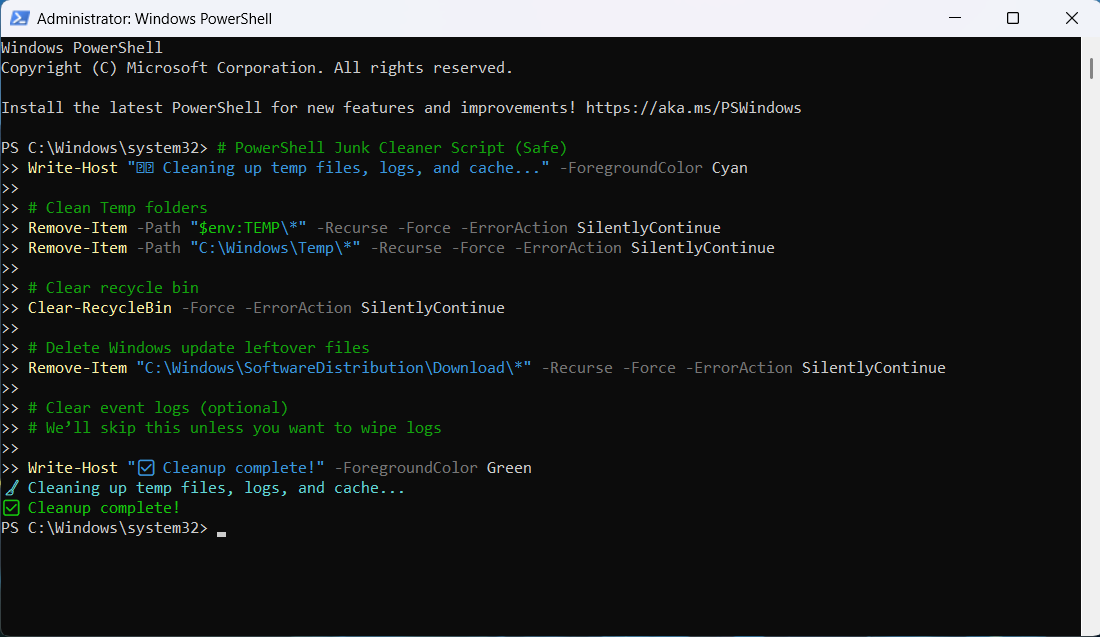 Administrator: Windows PowerShell
Windows PowerShell
Copyright (C) Microsoft Corporation. All rights reserved.
Install the latest PowerShell for new features and improvements! https://aka.ms/PSWindows
PS C:\Windows\system32> # PowerShell Junk Cleaner Script (Safe)
>> Write-Host "⍰⍰ Cleaning up temp files, logs, and cache..." -ForegroundColor Cyan
>>
>> # Clean Temp folders
>> Remove-Item -Path "$env:TEMP\*" -Recurse -Force -ErrorAction SilentlyContinue
>> Remove-Item -Path "C:\Windows\Temp\*" -Recurse -Force -ErrorAction SilentlyContinue
>>
>> # Clear recycle bin
>> Clear-RecycleBin -Force -ErrorAction SilentlyContinue
>>
>> # Delete Windows update leftover files
>> Remove-Item "C:\Windows\SoftwareDistribution\Download\*" -Recurse -Force -ErrorAction SilentlyContinue
>>
>> # Clear event logs (optional)
>> # We’ll skip this unless you want to wipe logs
>>
>> Write-Host "✅ Cleanup complete!" -ForegroundColor Green
🧹 Cleaning up temp files, logs, and cache...
✅ Cleanup complete!
PS C:\Windows\system32>